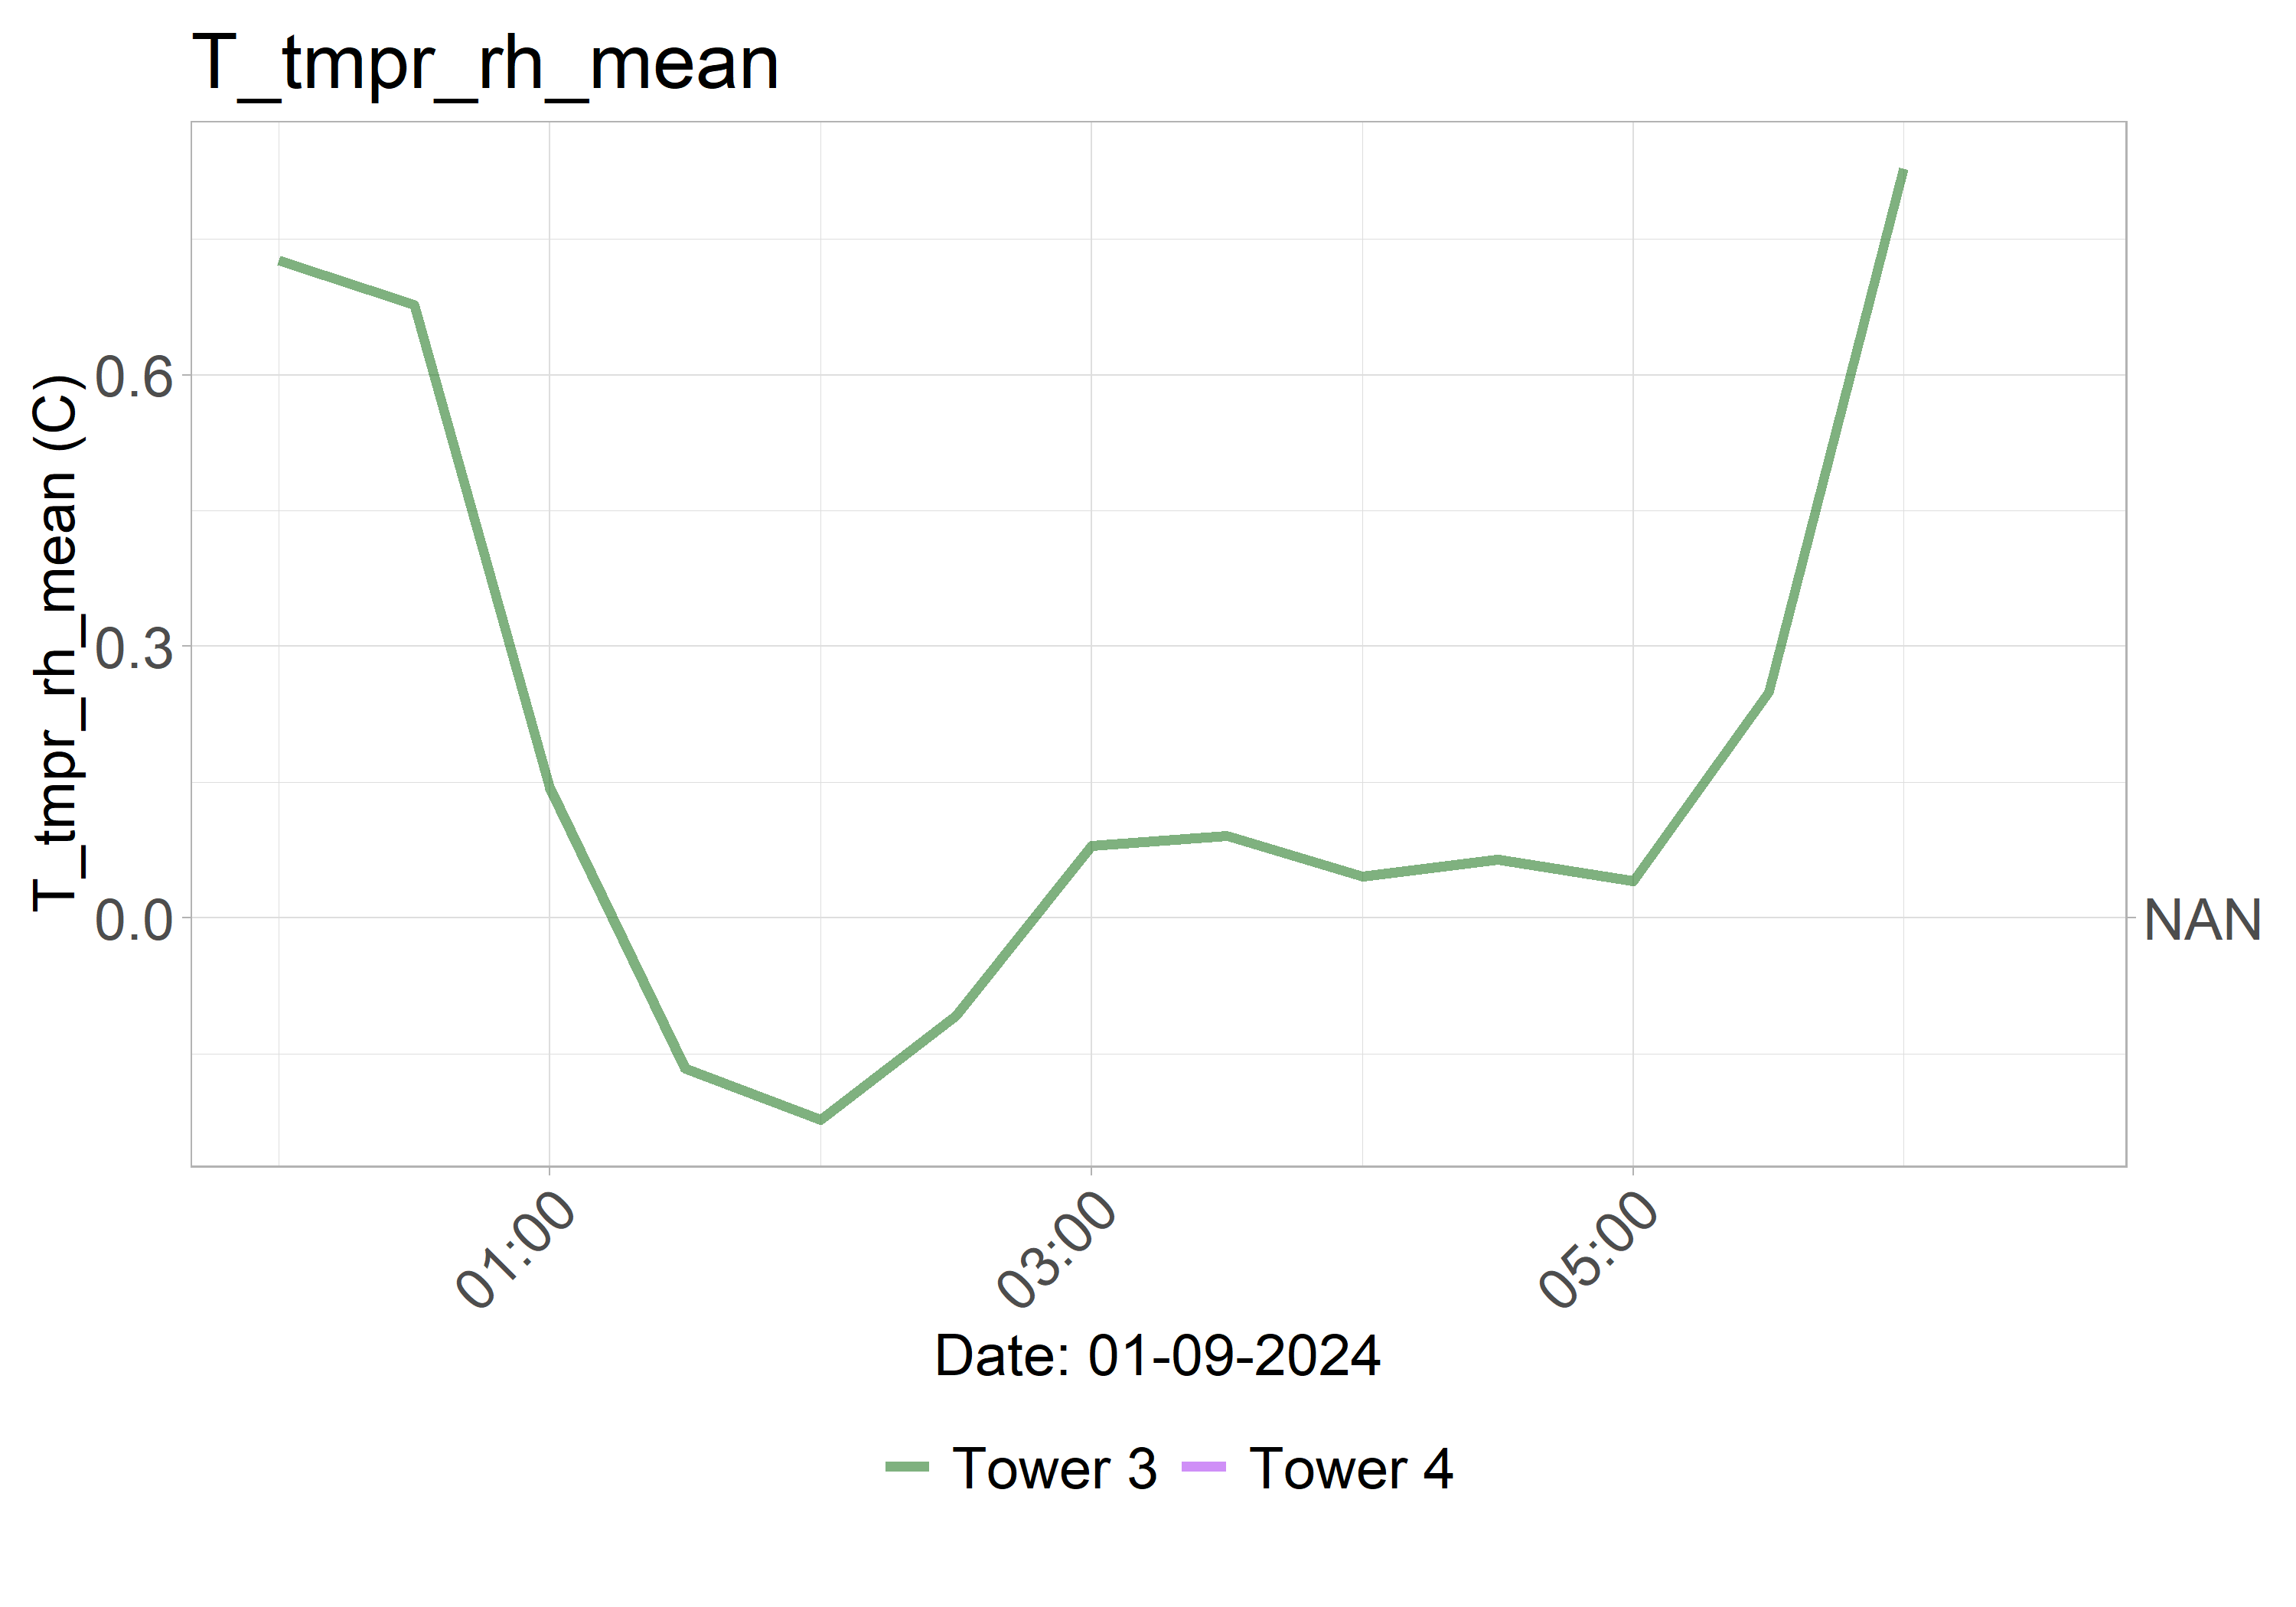 T_tmpr_rh_mean
T_tmpr_rh_mean (C)
0.6
0.3
0.0
NAN
01:00
03:00
05:00
Date: 01-09-2024
Tower 3
Tower 4